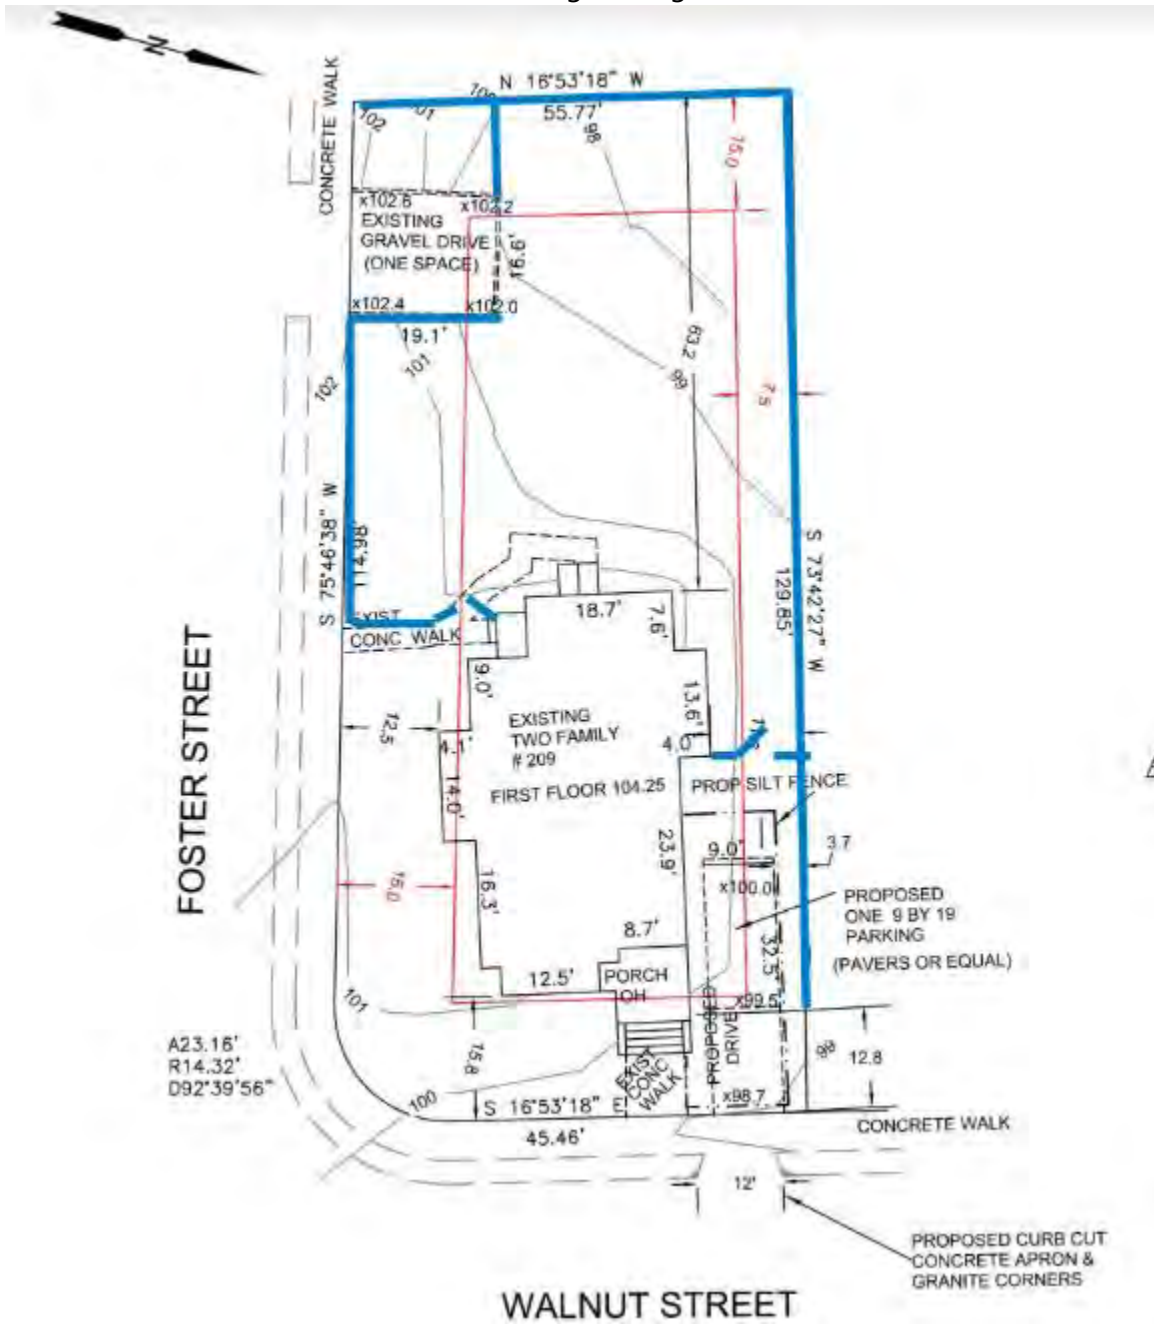 N
CONCRETE WALK
N 16°53'18" W
55.77'
102
98
15.0
x102.6
x102.2
EXISTING
GRAVEL DRIVE
(ONE SPACE)
16.9'
x102.4
x102.0
19.1'
101
63.2
99
7.5
102
S 75°46'38" W
114.98
S 73°42'27" W
129.85'
EXIST
CONC WALK
18.7'
7.6'
9.0'
13.6'
12.5
4.1'
14.0'
EXISTING
TWO FAMILY
# 209
FIRST FLOOR 104.25
4.0
PROP SILT FENCE
FOSTER STREET
15.0
16.3'
23.9'
9.0'
3.7
x100.0
PROPOSED
ONE 9 BY 19
PARKING
(PAVERS OR EQUAL)
32.5
8.7'
12.5'
PORCH
OH
x99.5
PROPOSED
DRIVE
101
A23.16'
R14.32'
D92°39'56"
15.8
EXIST
CONC
WALK
12.8
100
S 16°53'18" E
x98.7
45.46'
CONCRETE WALK
12'
PROPOSED CURB CUT
CONCRETE APRON &
GRANITE CORNERS
WALNUT STREET